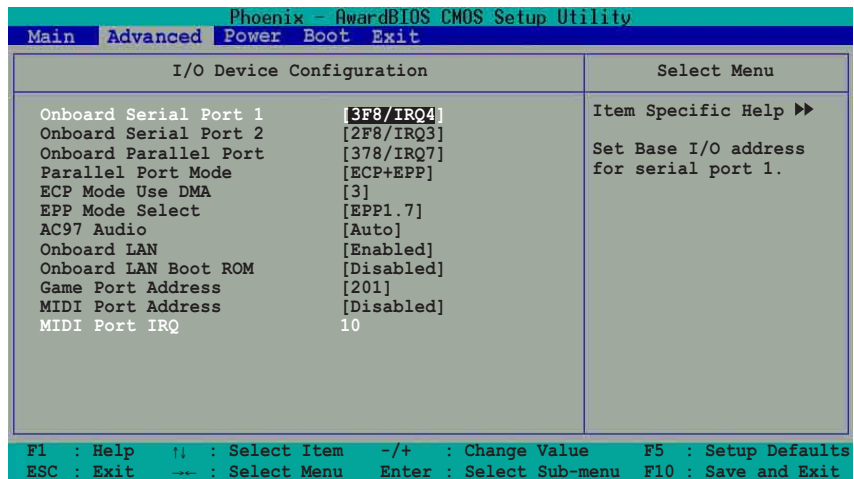 Phoenix - AwardBIOS CMOS Setup Utility
Main Advanced Power Boot Exit
I/O Device Configuration
Select Menu
Onboard Serial Port 1 [3F8/IRQ4]
Onboard Serial Port 2 [2F8/IRQ3]
Onboard Parallel Port [378/IRQ7]
Parallel Port Mode [ECP+EPP]
ECP Mode Use DMA [3]
EPP Mode Select [EPP1.7]
AC97 Audio [Auto]
Onboard LAN [Enabled]
Onboard LAN Boot ROM [Disabled]
Game Port Address [201]
MIDI Port Address [Disabled]
MIDI Port IRQ 10
Item Specific Help ▶▶
Set Base I/O address
for serial port 1.
F1 : Help ↑↓ : Select Item -/+ : Change Value F5 : Setup Defaults
ESC : Exit →← : Select Menu Enter : Select Sub-menu F10 : Save and Exit